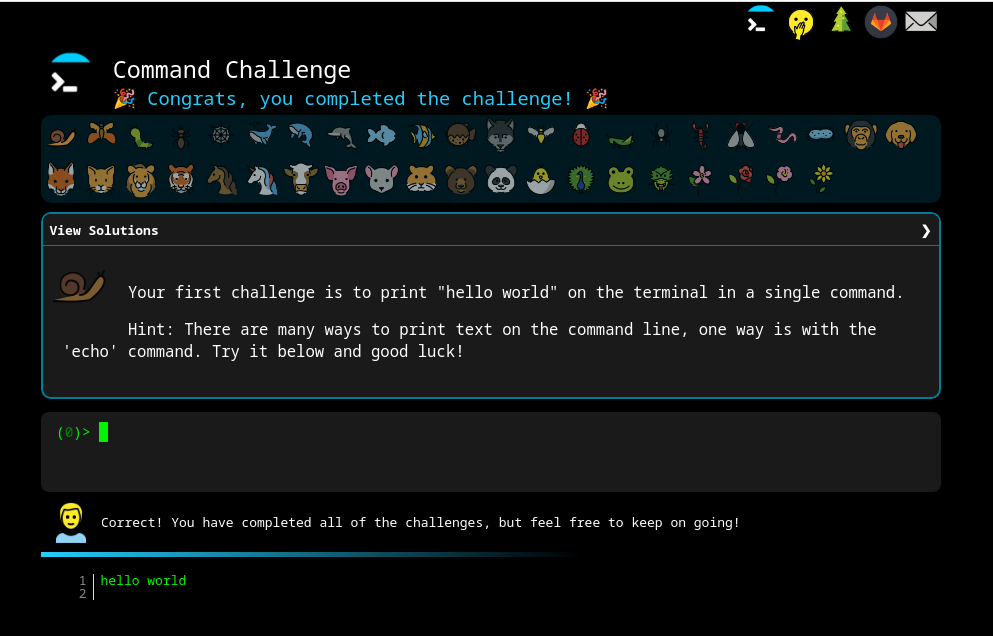 Command Challenge
🎉 Congrats, you completed the challenge! 🎉
View Solutions ❯
Your first challenge is to print "hello world" on the terminal in a single command.
Hint: There are many ways to print text on the command line, one way is with the
'echo' command. Try it below and good luck!
(0)>
Correct! You have completed all of the challenges, but feel free to keep on going!
1 hello world
2